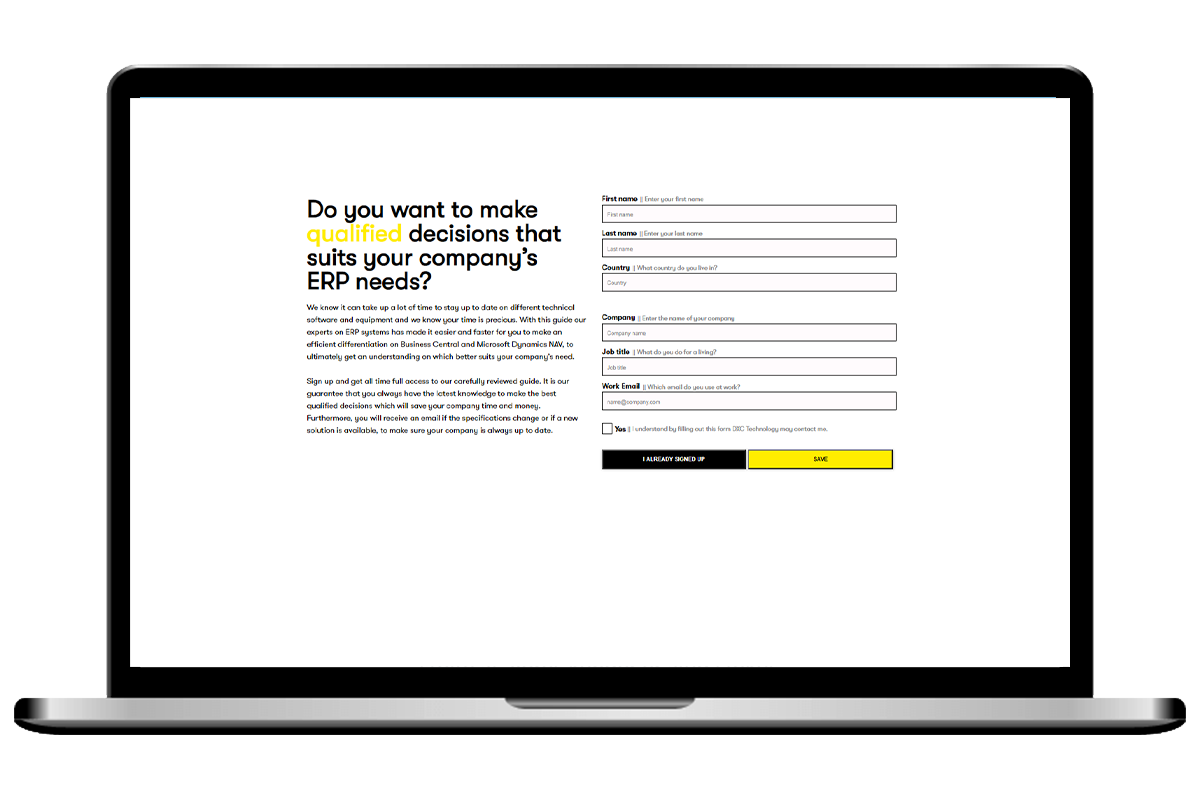 Do you want to make
qualified decisions that
suits your company's
ERP needs?
We know it can take up a lot of time to stay up to date on different technical
software and equipment and we know your time is precious. With this guide our
experts on ERP systems has made it easier and faster for you to make an
efficient differentiation on Business Central and Microsoft Dynamics NAV, to
ultimately get an understanding on which better suits your company's need.
Sign up and get all time full access to our carefully reviewed guide. It is our
guarantee that you always have the latest knowledge to make the best
qualified decisions which will save your company time and money.
Furthermore, you will receive an email if the specifications change or if a new
solution is available, to make sure your company is always up to date.
First name || Enter your first name
First name
Last name || Enter your last name
Last name
Country || What country do you live in?
Country
Company || Enter the name of your company
Company name
Job title || What do you do for a living?
Job title
Work Email || Which email do you use at work?
name@company.com
Yes || I understand by filling out this form DXC Technology may contact me.
I ALREADY SIGNED UP
SAVE